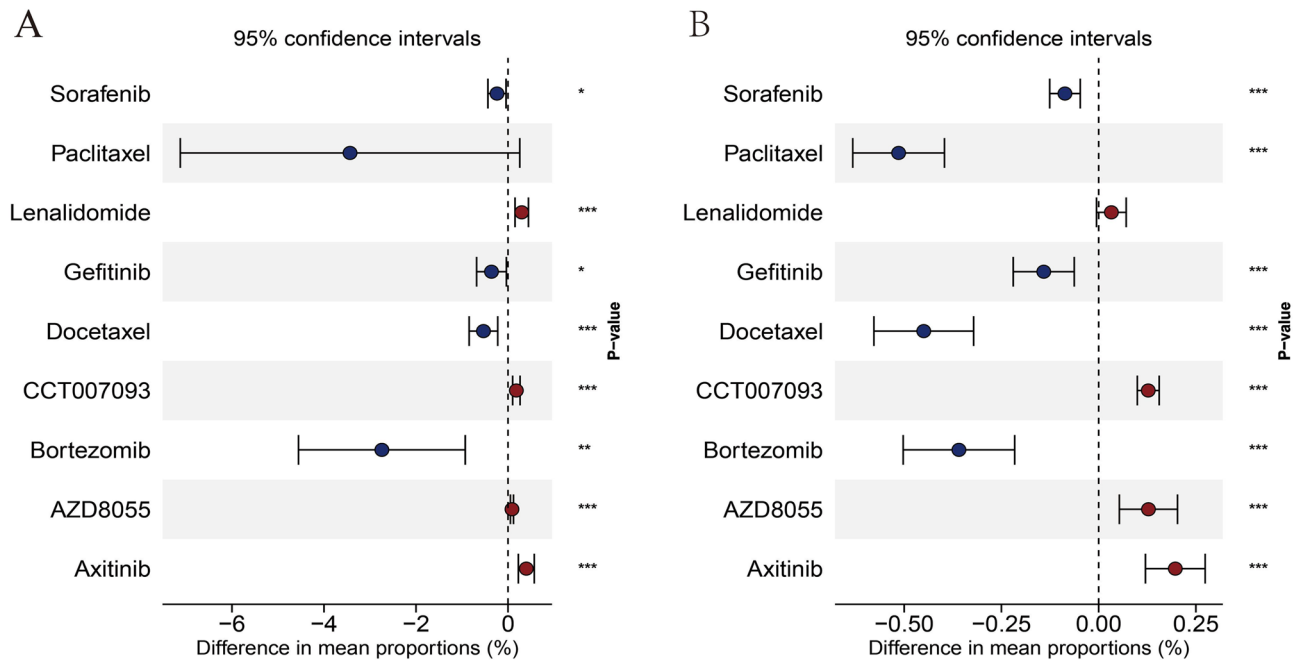 A
95% confidence intervals
Sorafenib
*
Paclitaxel
Lenalidomide
***
Gefitinib
*
Docetaxel
***
CCT007093
***
Bortezomib
**
AZD8055
***
Axitinib
***
P−value
−6 −4 −2 0
Difference in mean proportions (%)
B
95% confidence intervals
Sorafenib
***
Paclitaxel
***
Lenalidomide
Gefitinib
***
Docetaxel
***
CCT007093
***
Bortezomib
***
AZD8055
***
Axitinib
***
P−value
−0.50 −0.25 0.00 0.25
Difference in mean proportions (%)